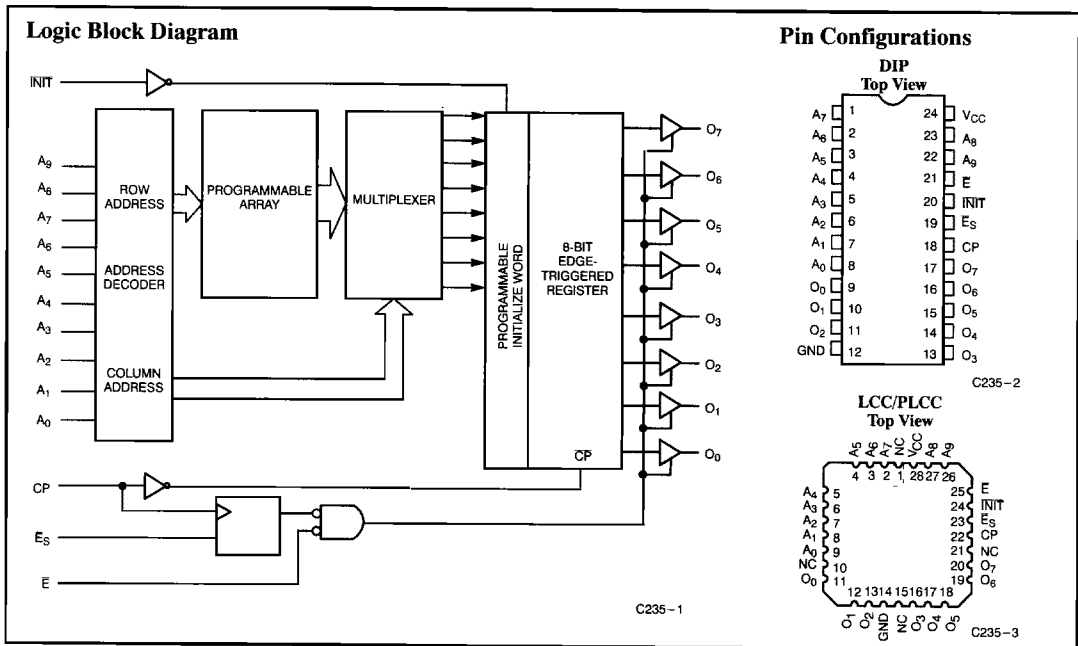 Logic Block Diagram
INIT
A9
A8
A7
A6
A5
A4
A3
A2
A1
A0
ROW
ADDRESS
ADDRESS
DECODER
COLUMN
ADDRESS
PROGRAMMABLE
ARRAY
MULTIPLEXER
PROGRAMMABLE
INITIALIZE WORD
8-BIT
EDGE-
TRIGGERED
REGISTER
CP
O7
O6
O5
O4
O3
O2
O1
O0
CP
ES
E
C235-1
Pin Configurations
DIP
Top View
A7 1 24 VCC
A6 2 23 A8
A5 3 22 A9
A4 4 21 E
A3 5 20 INIT
A2 6 19 ES
A1 7 18 CP
A0 8 17 O7
O0 9 16 O6
O1 10 15 O5
O2 11 14 O4
GND 12 13 O3
C235-2
LCC/PLCC
Top View
A5 A6 A7 NC VCC A8 A9
4 3 2 1 28 27 26
A4 5 25 E
A3 6 24 INIT
A2 7 23 ES
A1 8 22 CP
A0 9 21 NC
NC 10 20 O7
O0 11 19 O6
12 13 14 15 16 17 18
O1 O2 GND NC O3 O4 O5
C235-3